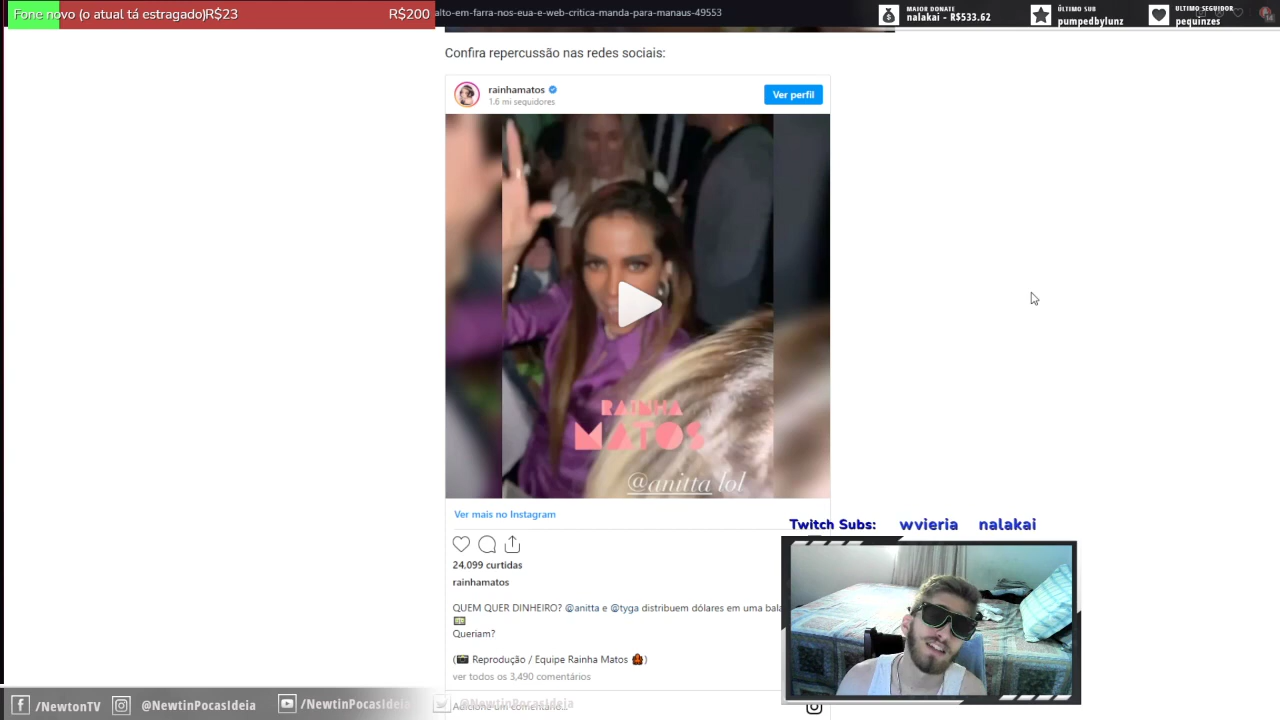 Fone novo (o atual tá estragado)R$23
R$200
alto-em-farra-nos-eua-e-web-critica-manda-para-manaus-49553
MAIOR DONATE
nalakai - R$533.62
ÚLTIMO SUB
pumpedbylunz
ÚLTIMO SEGUIDOR
pequinzes
Confira repercussão nas redes sociais:
rainhamatos
1.6 mi seguidores
Ver perfil
RAINHA
MATOS
@anitta lol
Ver mais no Instagram
24,099 curtidas
rainhamatos
QUEM QUER DINHEIRO? @anitta e @tyga distribuem dólares em uma bala
Queriam?
(📷 Reprodução / Equipe Rainha Matos)
ver todos os 3,490 comentários
Adicione um comentário...
Twitch Subs: wvieria nalakai
/NewtonTV
@NewtinPocasIdeia
/NewtinPocasIdeia
@NewtinPocasIdeia